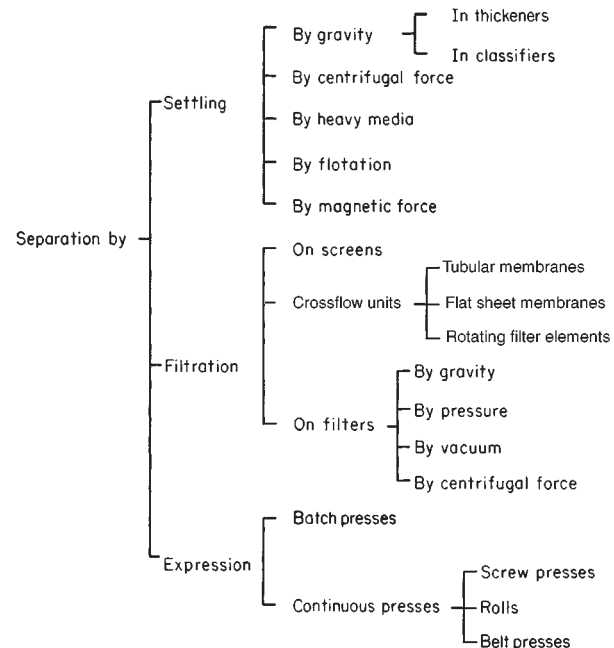 Separation by
Settling
By gravity
In thickeners
In classifiers
By centrifugal force
By heavy media
By flotation
By magnetic force
Filtration
On screens
Crossflow units
Tubular membranes
Flat sheet membranes
Rotating filter elements
On filters
By gravity
By pressure
By vacuum
By centrifugal force
Expression
Batch presses
Continuous presses
Screw presses
Rolls
Belt presses